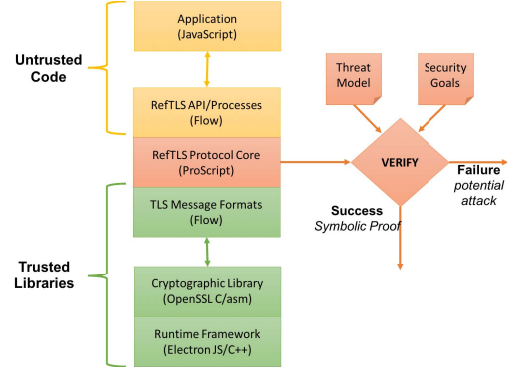 Application
(JavaScript)
Untrusted
Code
RefTLS API/Processes
(Flow)
RefTLS Protocol Core
(ProScript)
TLS Message Formats
(Flow)
Trusted
Libraries
Cryptographic Library
(OpenSSL C/asm)
Runtime Framework
(Electron JS/C++)
Threat
Model
Security
Goals
VERIFY
Failure
potential
attack
Success
Symbolic Proof